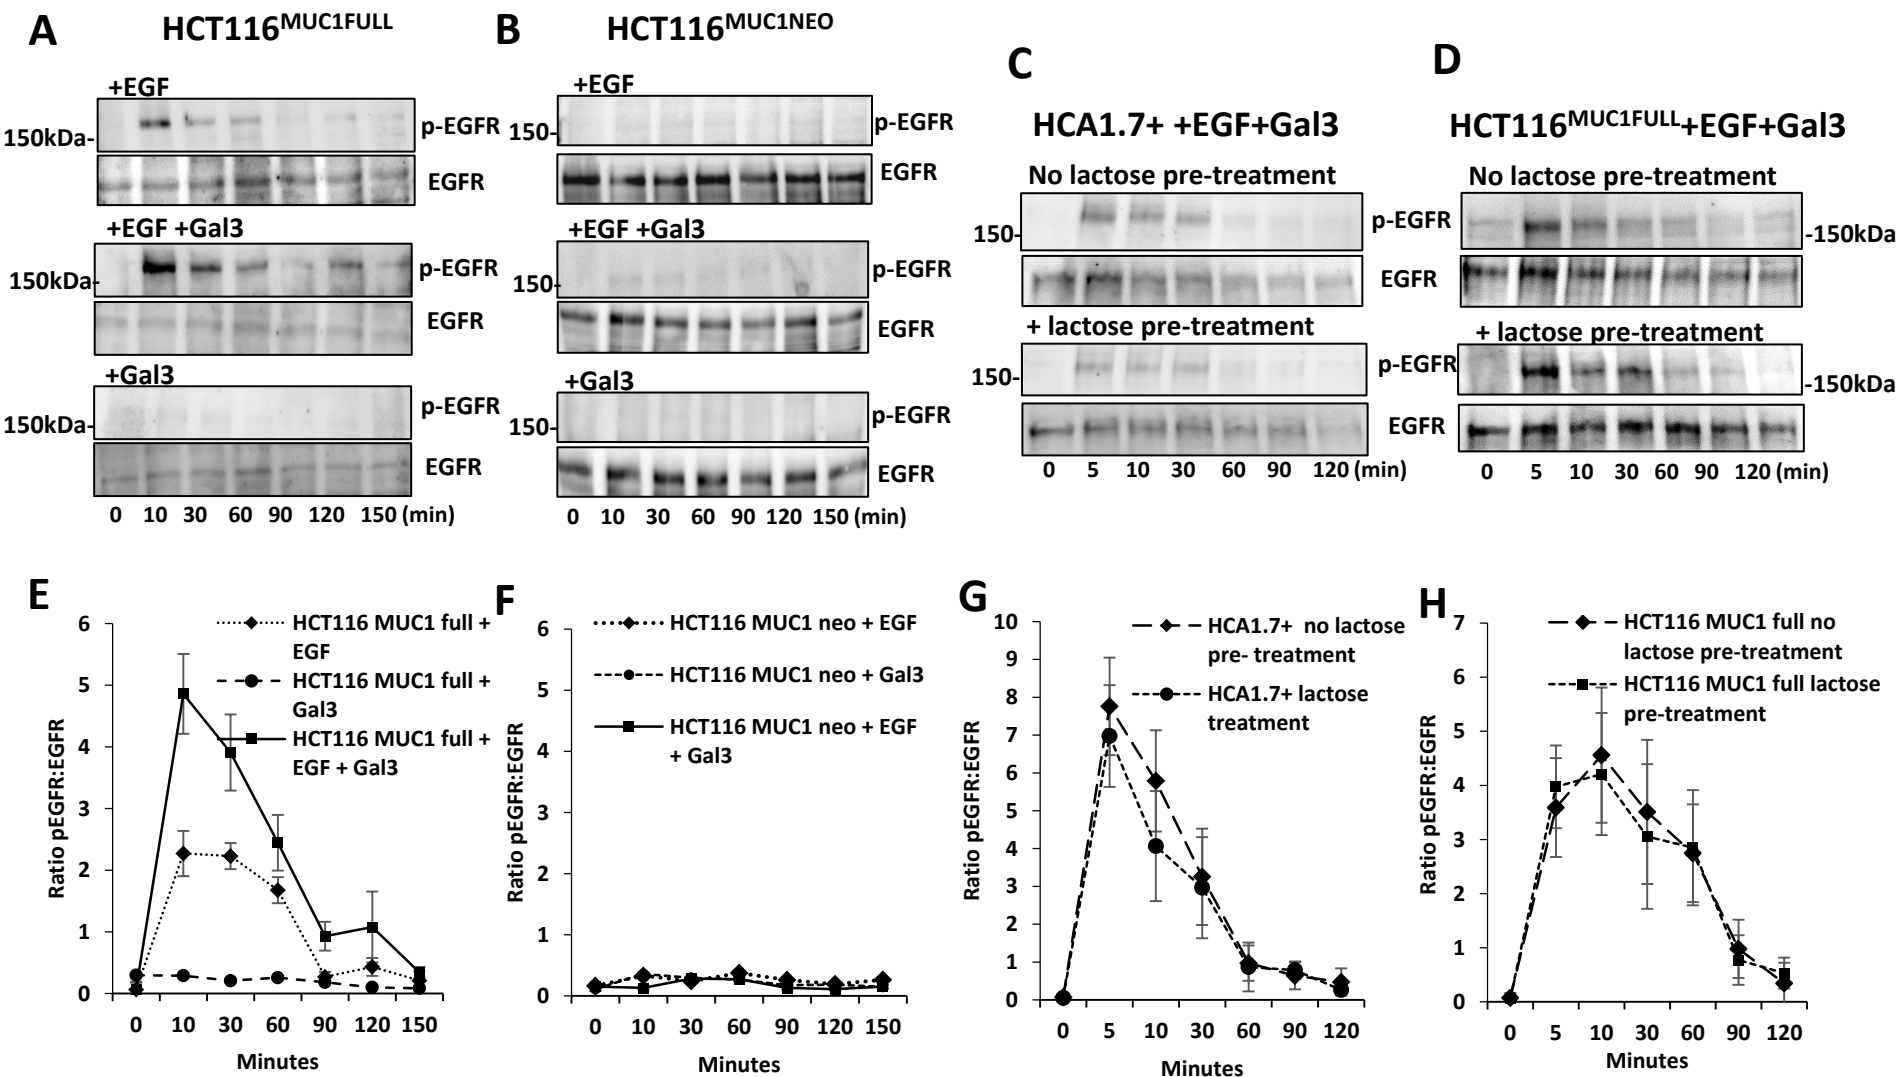 A
HCT116MUC1FULL
+EGF
150kDa-
p-EGFR
EGFR
+EGF +Gal3
150kDa-
p-EGFR
EGFR
+Gal3
150kDa-
p-EGFR
EGFR
0 10 30 60 90 120 150 (min)
B
HCT116MUC1NEO
+EGF
150-
p-EGFR
EGFR
+EGF +Gal3
150-
p-EGFR
EGFR
+Gal3
150-
p-EGFR
EGFR
0 10 30 60 90 120 150 (min)
C
HCA1.7+ +EGF+Gal3
No lactose pre-treatment
150-
p-EGFR
EGFR
+ lactose pre-treatment
150-
p-EGFR
EGFR
0 5 10 30 60 90 120 (min)
D
HCT116MUC1FULL+EGF+Gal3
No lactose pre-treatment
-150kDa
+ lactose pre-treatment
-150kDa
0 5 10 30 60 90 120 (min)
E
HCT116 MUC1 full +
EGF
HCT116 MUC1 full +
Gal3
HCT116 MUC1 full +
EGF + Gal3
Ratio pEGFR:EGFR
6
5
4
3
2
1
0
0 10 30 60 90 120 150
Minutes
F
HCT116 MUC1 neo + EGF
HCT116 MUC1 neo + Gal3
HCT116 MUC1 neo + EGF
+ Gal3
Ratio pEGFR:EGFR
6
5
4
3
2
1
0
0 10 30 60 90 120 150
Minutes
G
HCA1.7+ no lactose
pre- treatment
HCA1.7+ lactose
treatment
Ratio pEGFR:EGFR
10
9
8
7
6
5
4
3
2
1
0
0 5 10 30 60 90 120
Minutes
H
HCT116 MUC1 full no
lactose pre-treatment
HCT116 MUC1 full lactose
pre-treatment
Ratio pEGFR:EGFR
7
6
5
4
3
2
1
0
0 5 10 30 60 90 120
Minutes